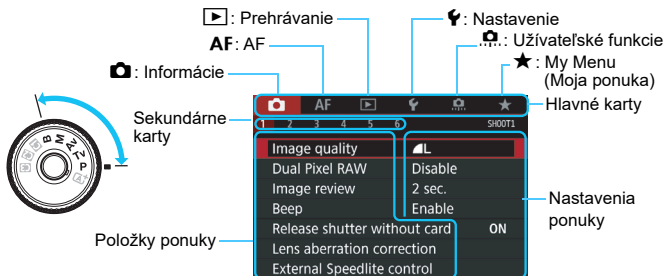 : Prehrávanie
: Nastavenie
AF: AF
: Užívateľské funkcie
: Informácie
★: My Menu
(Moja ponuka)
Sekundárne
karty
AF
★
Hlavné karty
1 2 3 4 5 6
SHOOT1
Image quality L
Dual Pixel RAW Disable
Image review 2 sec.
Beep Enable
Release shutter without card ON
Lens aberration correction
External Speedlite control
Nastavenia
ponuky
Položky ponuky
B
M
Av
Tv
P
A+